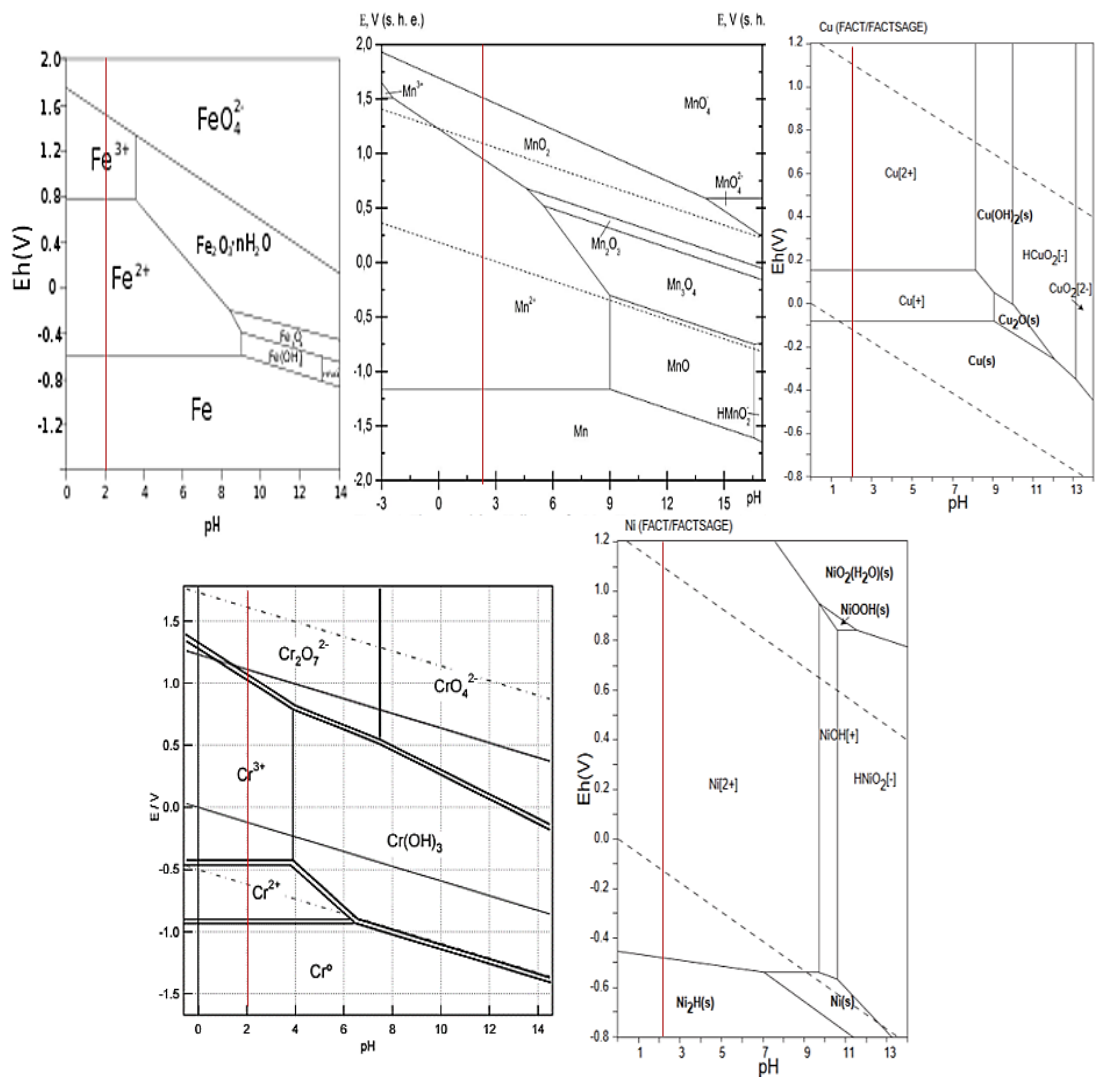 2.0
1.6
1.2
0.8
0.4
0
-0.4
-0.8
-1.2
Eh(V)
FeO₄²⁻
Fe³⁺
Fe₂O₃·nH₂O
Fe²⁺
Fe
0 2 4 6 8 10 12 14
pH
E, V (s. h. e.)
E, V (s. h.
2,0
1,5
1,0
0,5
0,0
-0,5
-1,0
-1,5
-2,0
Mn³⁺
MnO₄⁻
MnO₂
MnO₄²⁻
Mn₂O₃
Mn₃O₄
Mn²⁺
MnO
HMnO₂⁻
Mn
-3 0 3 6 9 12 15
pH
Cu (FACT/FACTSAGE)
1.2
1.0
0.8
0.6
0.4
0.2
0.0
-0.2
-0.4
-0.6
-0.8
Eh(V)
Cu[2+]
Cu(OH)₂(s)
HCuO₂[-]
CuO₂[2-]
Cu[+]
Cu₂O(s)
Cu(s)
1 3 5 7 9 11 13
pH
1.5
1.0
0.5
0.0
-0.5
-1.0
-1.5
E / V
Cr₂O₇²⁻
CrO₄²⁻
Cr³⁺
Cr(OH)₃
Cr²⁺
Crº
0 2 4 6 8 10 12 14
pH
Ni (FACT/FACTSAGE)
1.2
1.0
0.8
0.6
0.4
0.2
0.0
-0.2
-0.4
-0.6
-0.8
Eh(V)
NiO₂(H₂O)(s)
NiOOH(s)
NiOH[+]
Ni[2+]
HNiO₂[-]
Ni₂H(s)
Ni(s)
1 3 5 7 9 11 13
pH